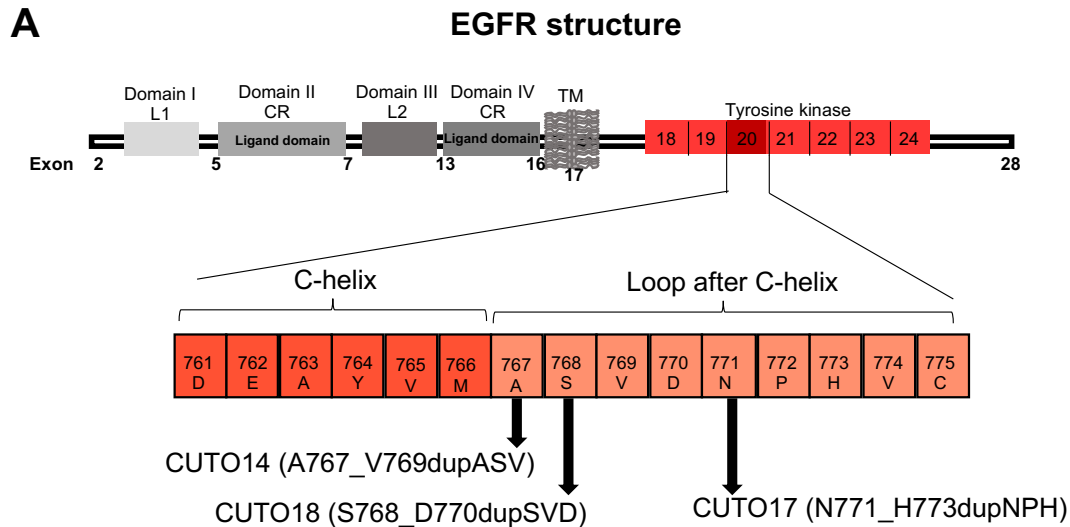 A
EGFR structure
Domain I
L1
Domain II
CR
Domain III
L2
Domain IV
CR
TM
Tyrosine kinase
Ligand domain
Ligand domain
18 19 20 21 22 23 24
Exon 2 5 7 13 16 17 28
C-helix
Loop after C-helix
761 762 763 764 765 766 767 768 769 770 771 772 773 774 775
D E A Y V M A S V D N P H V C
CUTO14 (A767_V769dupASV)
CUTO18 (S768_D770dupSVD)
CUTO17 (N771_H773dupNPH)